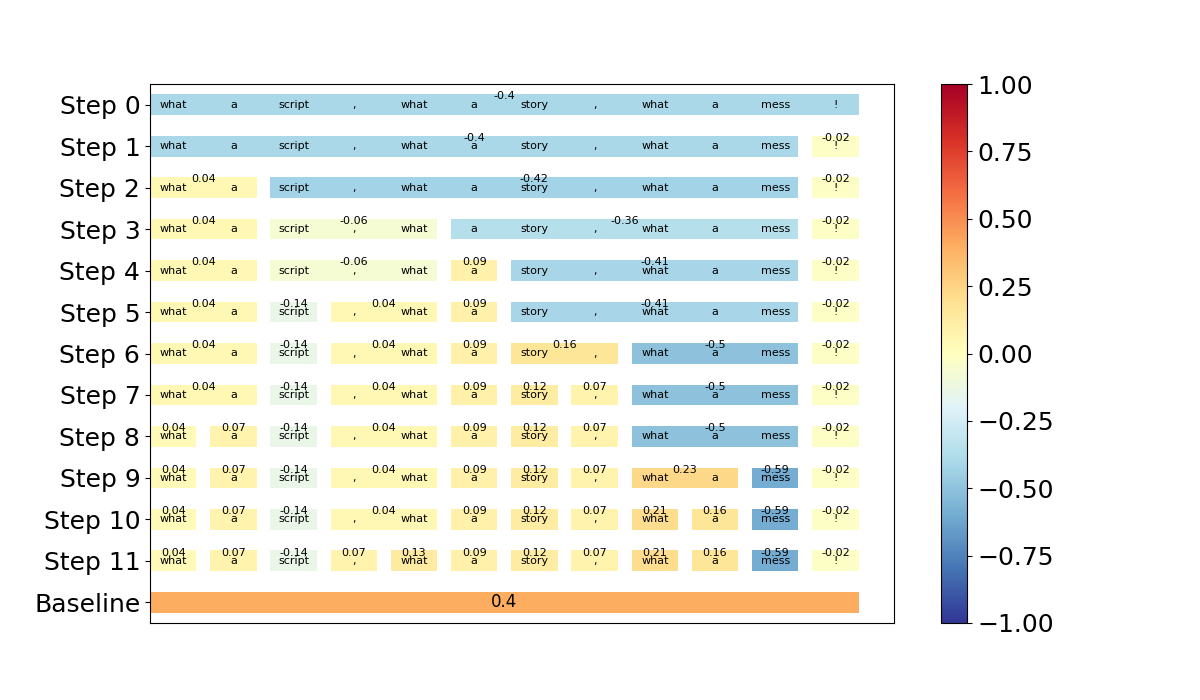 -0.4
Step 0 what a script , what a story , what a mess !
-0.4 -0.02
Step 1 what a script , what a story , what a mess !
0.04 -0.42 -0.02
Step 2 what a script , what a story , what a mess !
0.04 -0.06 -0.36 -0.02
Step 3 what a script , what a story , what a mess !
0.04 -0.06 0.09 -0.41 -0.02
Step 4 what a script , what a story , what a mess !
0.04 -0.14 0.04 0.09 -0.41 -0.02
Step 5 what a script , what a story , what a mess !
0.04 -0.14 0.04 0.09 0.16 -0.5 -0.02
Step 6 what a script , what a story , what a mess !
0.04 -0.14 0.04 0.09 0.12 0.07 -0.5 -0.02
Step 7 what a script , what a story , what a mess !
0.04 0.07 -0.14 0.04 0.09 0.12 0.07 -0.5 -0.02
Step 8 what a script , what a story , what a mess !
0.04 0.07 -0.14 0.04 0.09 0.12 0.07 0.23 -0.59 -0.02
Step 9 what a script , what a story , what a mess !
0.04 0.07 -0.14 0.04 0.09 0.12 0.07 0.21 0.16 -0.59 -0.02
Step 10 what a script , what a story , what a mess !
0.04 0.07 -0.14 0.07 0.13 0.09 0.12 0.07 0.21 0.16 -0.59 -0.02
Step 11 what a script , what a story , what a mess !
Baseline 0.4
1.00
0.75
0.50
0.25
0.00
−0.25
−0.50
−0.75
−1.00